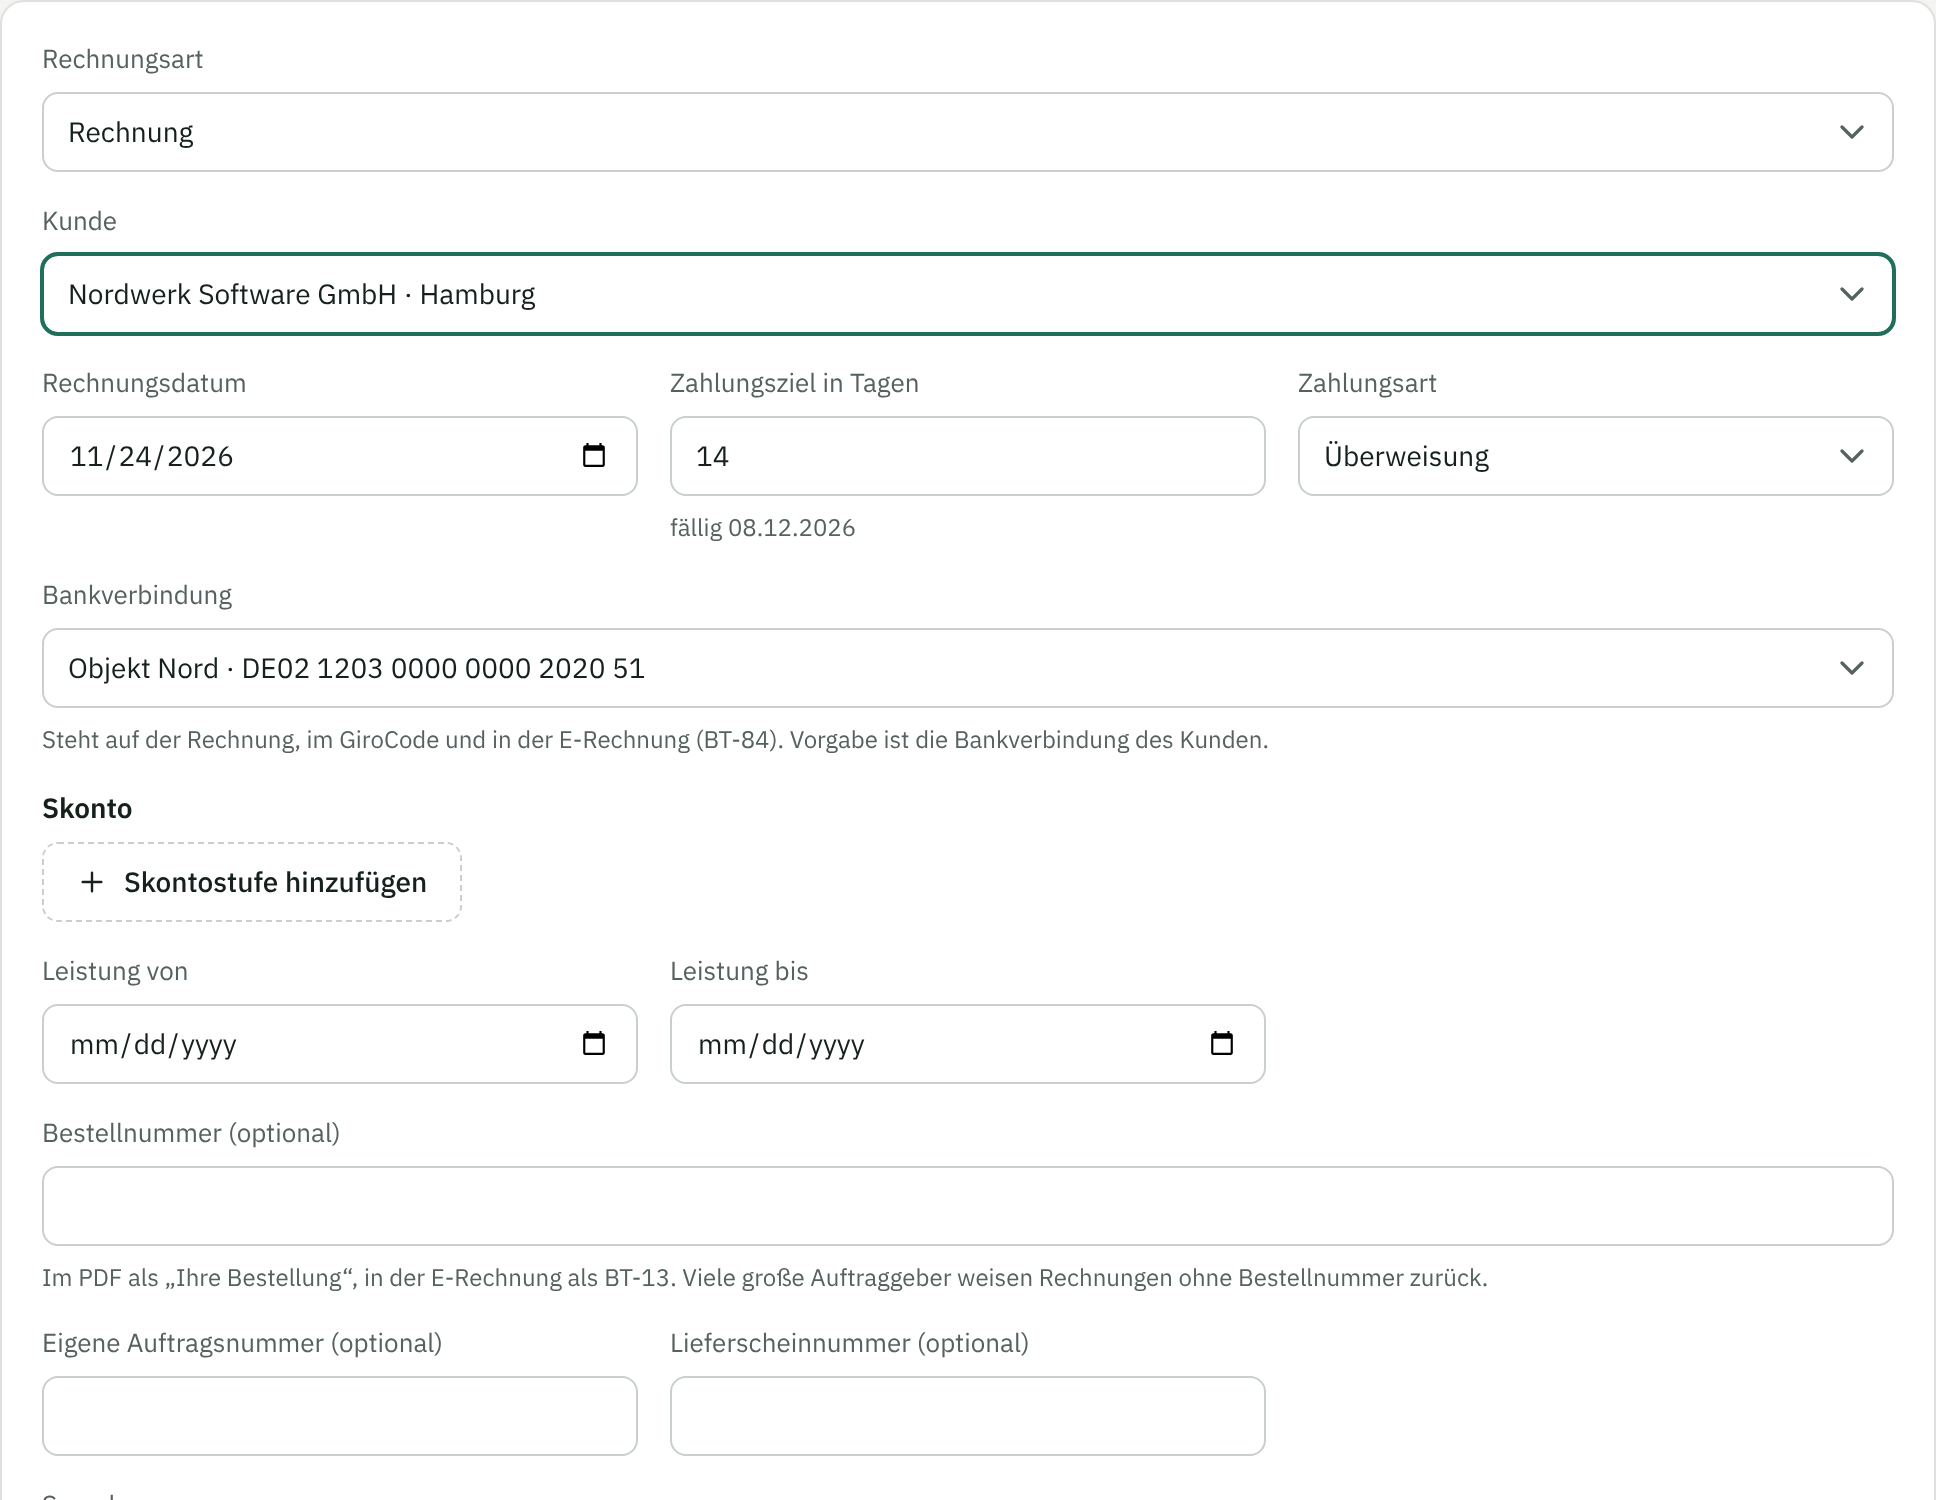 Rechnungsart
Rechnung
Kunde
Nordwerk Software GmbH · Hamburg
Rechnungsdatum
Zahlungsziel in Tagen
Zahlungsart
11/24/2026
14
Überweisung
fällig 08.12.2026
Bankverbindung
Objekt Nord · DE02 1203 0000 0000 2020 51
Steht auf der Rechnung, im GiroCode und in der E-Rechnung (BT-84). Vorgabe ist die Bankverbindung des Kunden.
Skonto
+ Skontostufe hinzufügen
Leistung von
Leistung bis
mm/dd/yyyy
mm/dd/yyyy
Bestellnummer (optional)
Im PDF als „Ihre Bestellung“, in der E-Rechnung als BT-13. Viele große Auftraggeber weisen Rechnungen ohne Bestellnummer zurück.
Eigene Auftragsnummer (optional)
Lieferscheinnummer (optional)